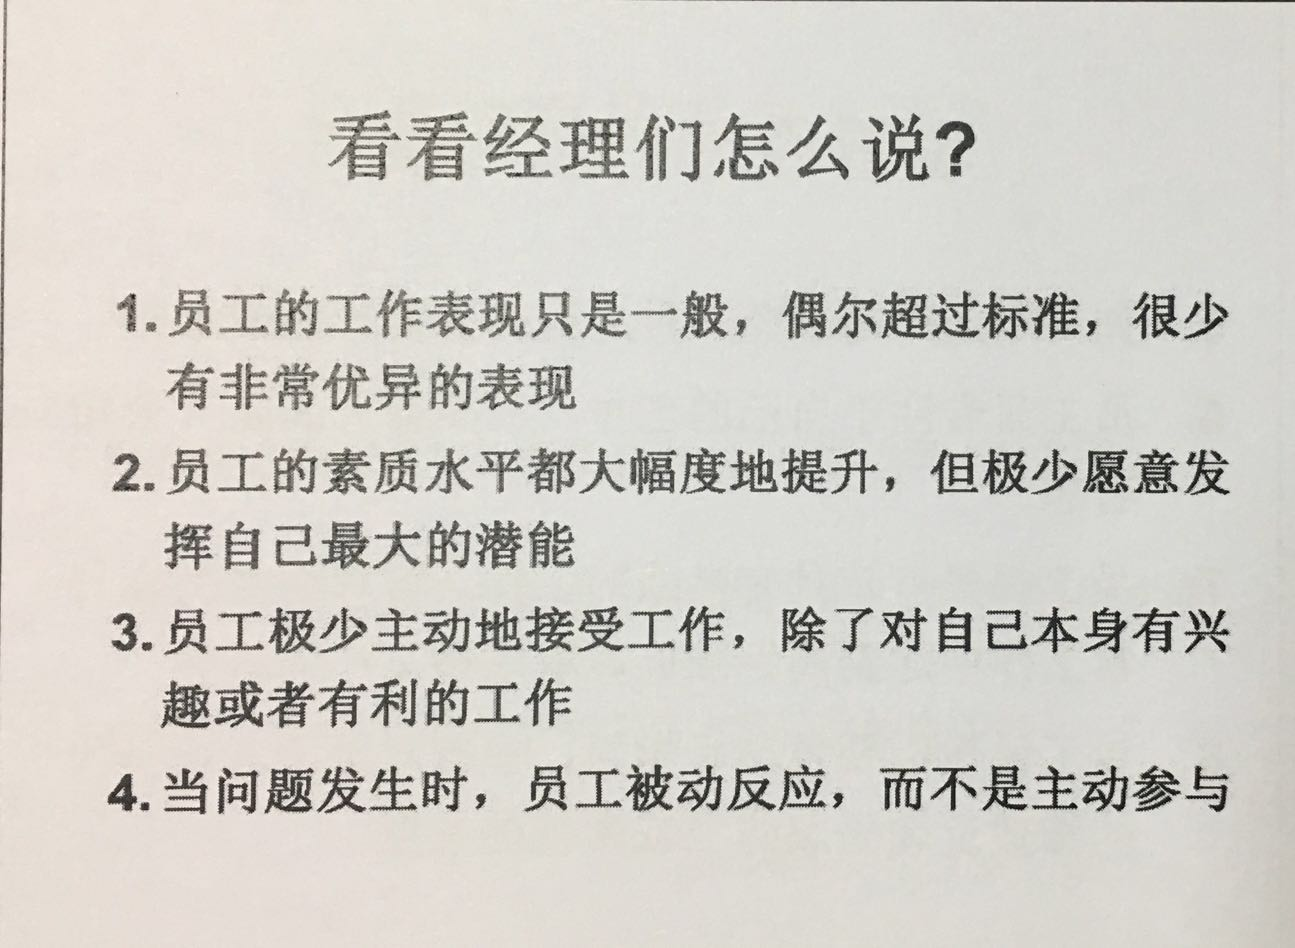 看看经理们怎么说?
1. 员工的工作表现只是一般，偶尔超过标准，很少
有非常优异的表现
2. 员工的素质水平都大幅度地提升，但极少愿意发
挥自己最大的潜能
3. 员工极少主动地接受工作，除了对自己本身有兴
趣或者有利的工作
4. 当问题发生时，员工被动反应，而不是主动参与